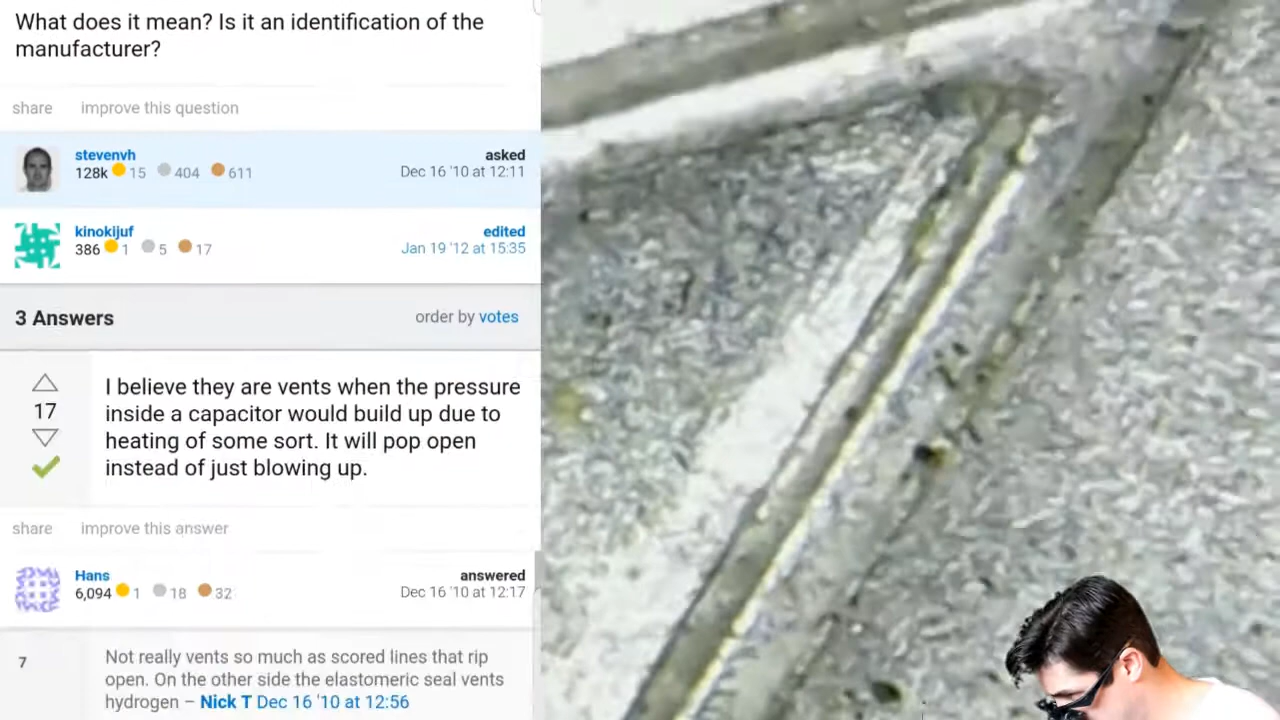 What does it mean? Is it an identification of the
manufacturer?
share improve this question
stevenvh asked
128k 15 404 611 Dec 16 '10 at 12:11
kinokijuf edited
386 1 5 17 Jan 19 '12 at 15:35
3 Answers order by votes
I believe they are vents when the pressure
17 inside a capacitor would build up due to
heating of some sort. It will pop open
instead of just blowing up.
share improve this answer
Hans answered
6,094 1 18 32 Dec 16 '10 at 12:17
7 Not really vents so much as scored lines that rip
open. On the other side the elastomeric seal vents
hydrogen – Nick T Dec 16 '10 at 12:56